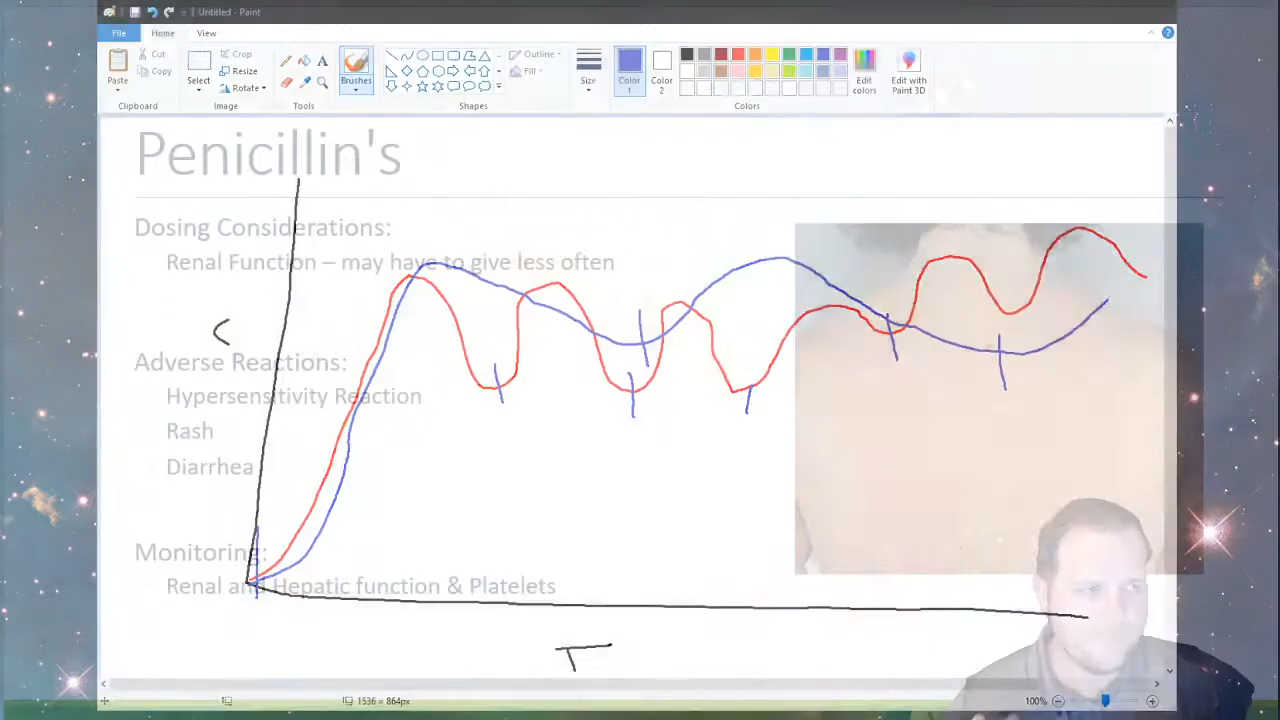 Untitled - Paint
File Home View
Paste
Cut
Copy
Clipboard
Select
Crop
Resize
Rotate
Image
Tools
Brushes
Shapes
Outline
Fill
Size
Color 1
Color 2
Edit colors
Edit with Paint 3D
Colors
Penicillin's
Dosing Considerations:
Renal Function – may have to give less often
C
Adverse Reactions:
Hypersensitivity Reaction
Rash
Diarrhea
Monitoring:
Renal and Hepatic function & Platelets
T
1536 × 864px
100%